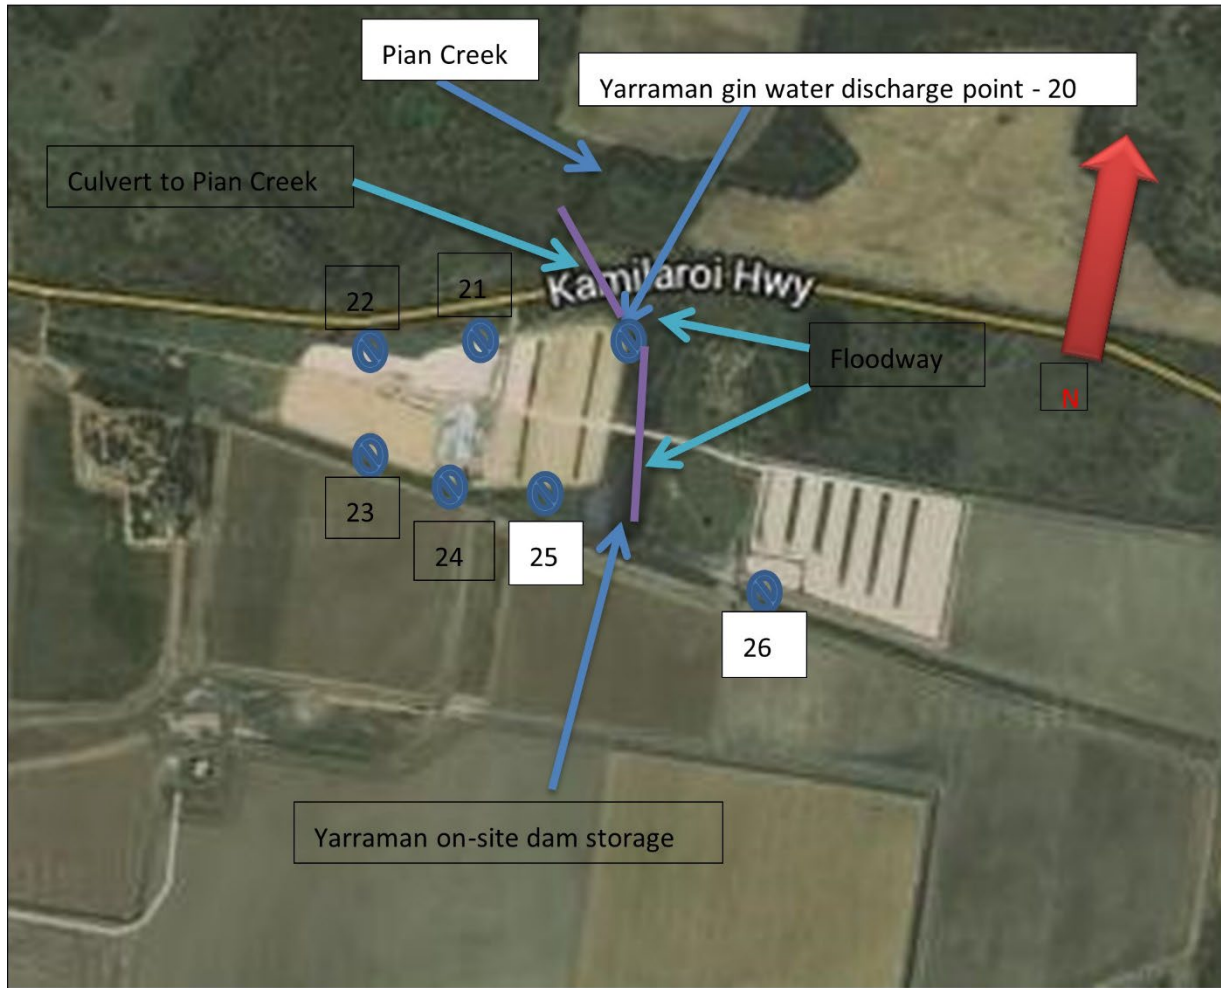 Pian Creek
Yarraman gin water discharge point - 20
Culvert to Pian Creek
Kamilaroi Hwy
22
21
Floodway
N
23
24
25
26
Yarraman on-site dam storage